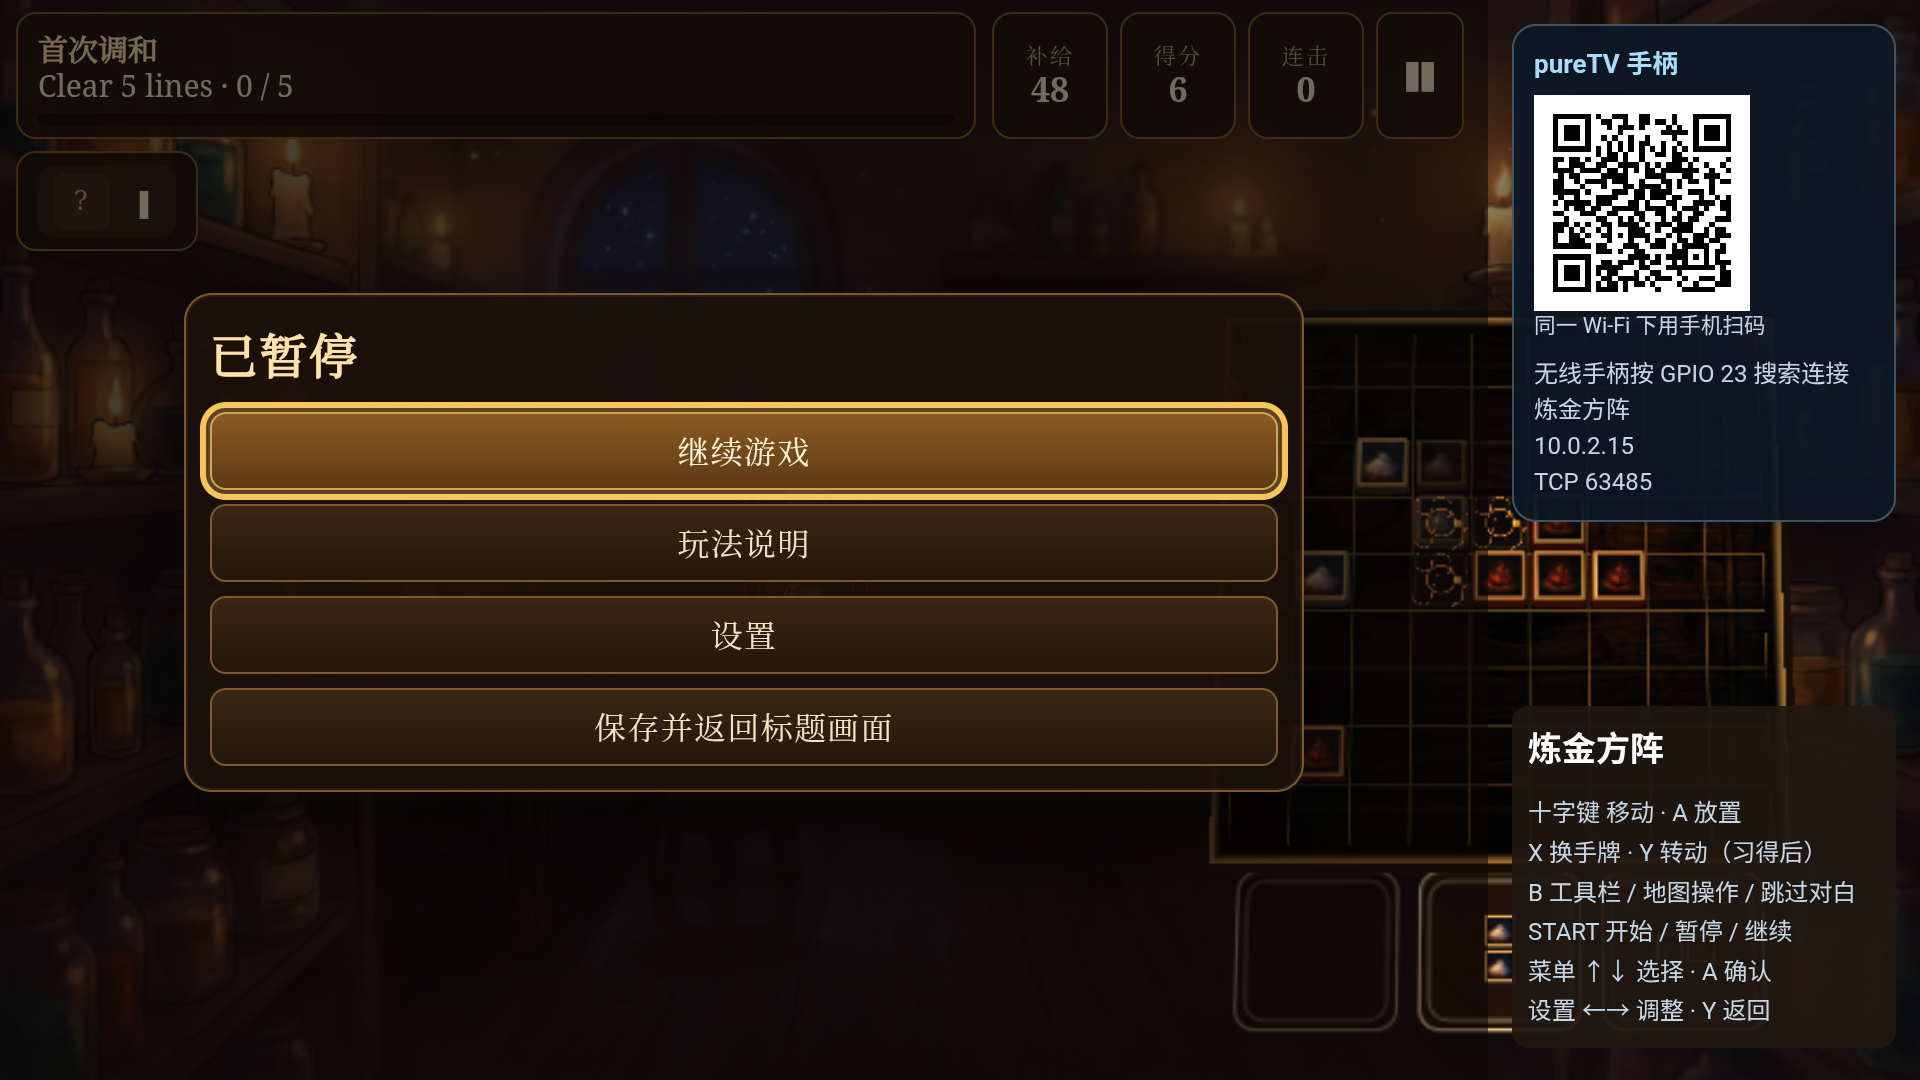 首次调和
Clear 5 lines · 0 / 5
补给
48
得分
6
连击
0
?
已暂停
继续游戏
玩法说明
设置
保存并返回标题画面
pureTV 手柄
同一 Wi-Fi 下用手机扫码
无线手柄按 GPIO 23 搜索连接
炼金方阵
10.0.2.15
TCP 63485
炼金方阵
十字键 移动 · A 放置
X 换手牌 · Y 转动（习得后）
B 工具栏 / 地图操作 / 跳过对白
START 开始 / 暂停 / 继续
菜单 ↑↓ 选择 · A 确认
设置 ←→ 调整 · Y 返回